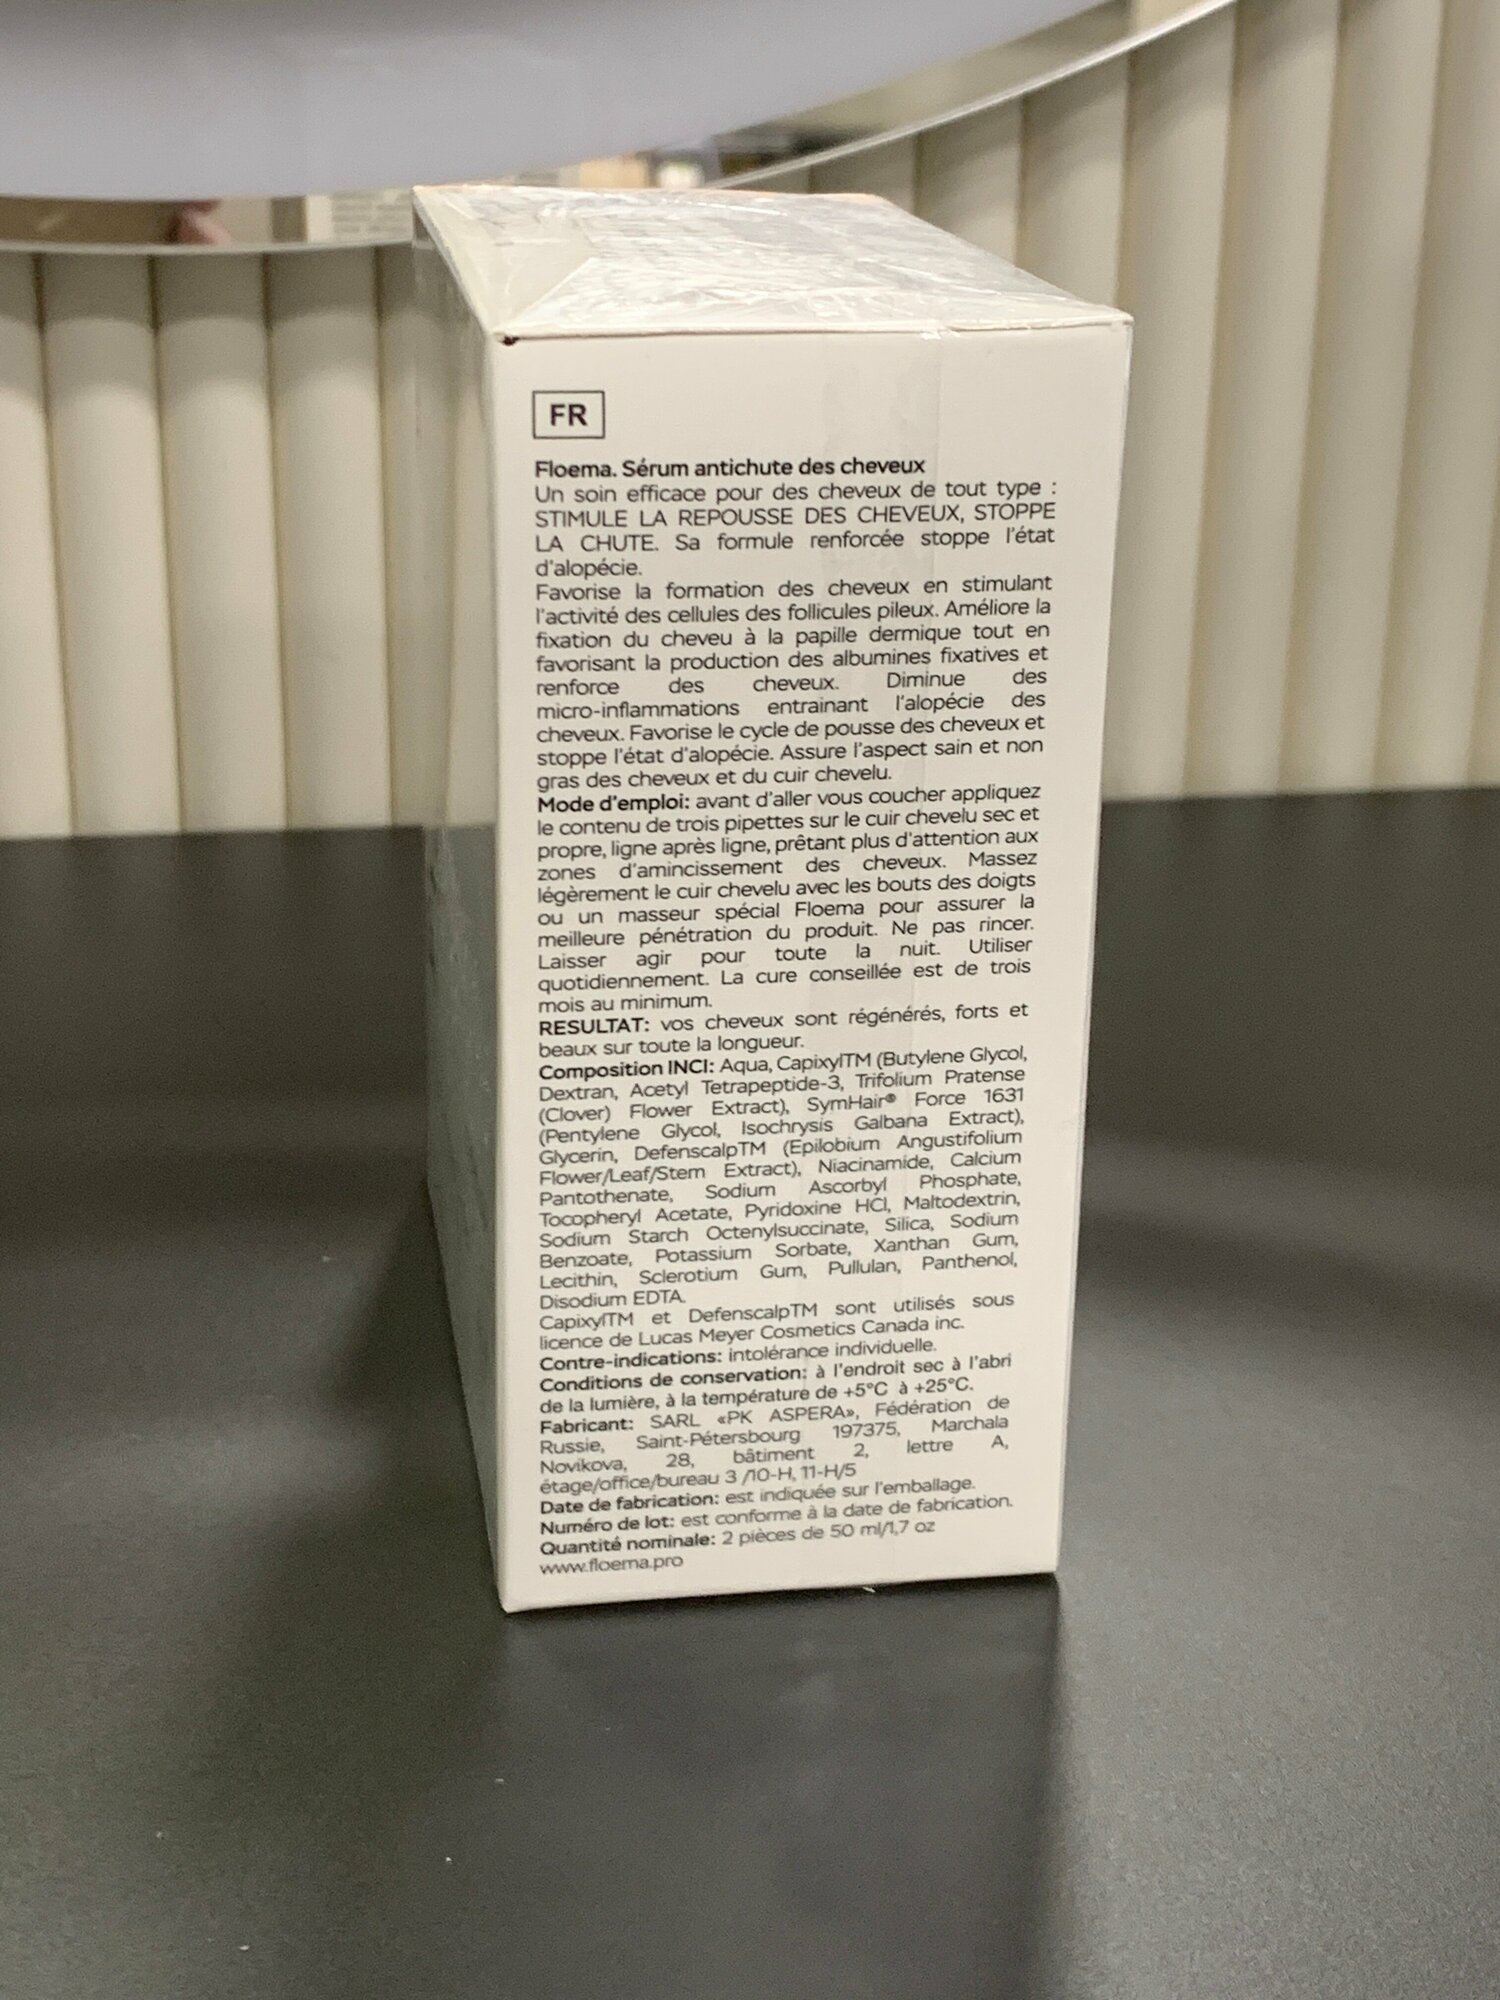 FR
Floema. Sérum antichute des cheveux
Un soin efficace pour des cheveux de tout type :
STIMULE LA REPOUSSE DES CHEVEUX, STOPPE
LA CHUTE. Sa formule renforcée stoppe l'état
d'alopécie.
Favorise la formation des cheveux en stimulant
l'activité des cellules des follicules pileux. Améliore la
fixation du cheveu à la papille dermique tout en
favorisant la production des albumines fixatives et
renforce des cheveux. Diminue des
micro-inflammations entrainant l'alopécie des
cheveux. Favorise le cycle de pousse des cheveux et
stoppe l'état d'alopécie. Assure l'aspect sain et non
gras des cheveux et du cuir chevelu.
Mode d'emploi: avant d'aller vous coucher appliquez
le contenu de trois pipettes sur le cuir chevelu sec et
propre, ligne après ligne, prêtant plus d'attention aux
zones d'amincissement des cheveux. Massez
légèrement le cuir chevelu avec les bouts des doigts
ou un masseur spécial Floema pour assurer la
meilleure pénétration du produit. Ne pas rincer.
Laisser agir pour toute la nuit. Utiliser
quotidiennement. La cure conseillée est de trois
mois au minimum.
RESULTAT: vos cheveux sont régénérés, forts et
beaux sur toute la longueur.
Composition INCI: Aqua, CapixylTM (Butylene Glycol,
Dextran, Acetyl Tetrapeptide-3, Trifolium Pratense
(Clover) Flower Extract), SymHair® Force 1631
(Pentylene Glycol, Isochrysis Galbana Extract),
Glycerin, DefenscalpTM (Epilobium Angustifolium
Flower/Leaf/Stem Extract), Niacinamide, Calcium
Pantothenate, Sodium Ascorbyl Phosphate,
Tocopheryl Acetate, Pyridoxine HCl, Maltodextrin,
Sodium Starch Octenylsuccinate, Silica, Sodium
Benzoate, Potassium Sorbate, Xanthan Gum,
Lecithin, Sclerotium Gum, Pullulan, Panthenol,
Disodium EDTA.
CapixylTM et DefenscalpTM sont utilisés sous
licence de Lucas Meyer Cosmetics Canada inc.
Contre-indications: intolérance individuelle.
Conditions de conservation: à l'endroit sec à l'abri
de la lumière, à la température de +5°C à +25°C.
Fabricant: SARL «PK ASPERA», Fédération de
Russie, Saint-Pétersbourg 197375, Marchala
Novikova, 28, bâtiment 2, lettre A,
étage/office/bureau 3 /10-H, 11-H/5
Date de fabrication: est indiquée sur l'emballage.
Numéro de lot: est conforme à la date de fabrication.
Quantité nominale: 2 pièces de 50 ml/1,7 oz
www.floema.pro